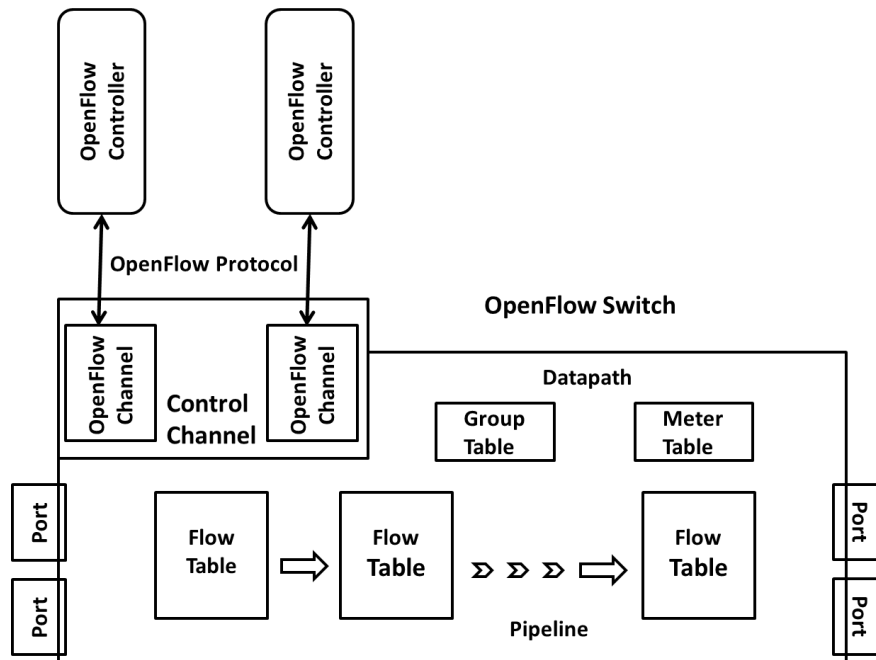 OpenFlow
Controller
OpenFlow
Controller
OpenFlow Protocol
OpenFlow Switch
OpenFlow
Channel
Control
Channel
OpenFlow
Channel
Datapath
Group
Table
Meter
Table
Port
Port
Flow
Table
Flow
Table
Flow
Table
Pipeline
Port
Port